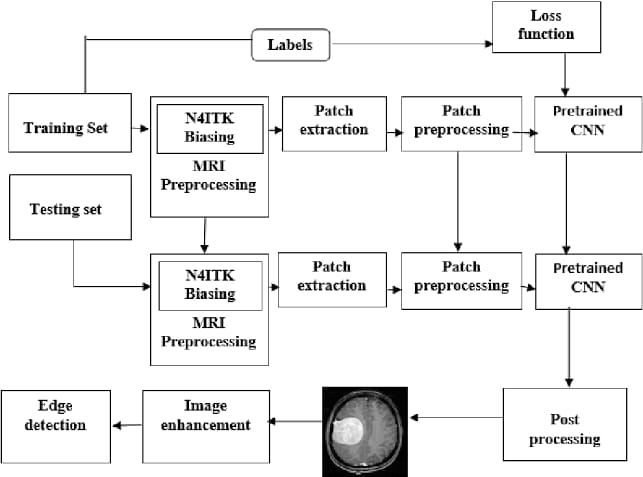 Loss
function
Labels
Training Set
N4ITK
Biasing
MRI
Preprocessing
Patch
extraction
Patch
preprocessing
Pretrained
CNN
Testing set
N4ITK
Biasing
MRI
Preprocessing
Patch
extraction
Patch
preprocessing
Pretrained
CNN
Edge
detection
Image
enhancement
Post
processing